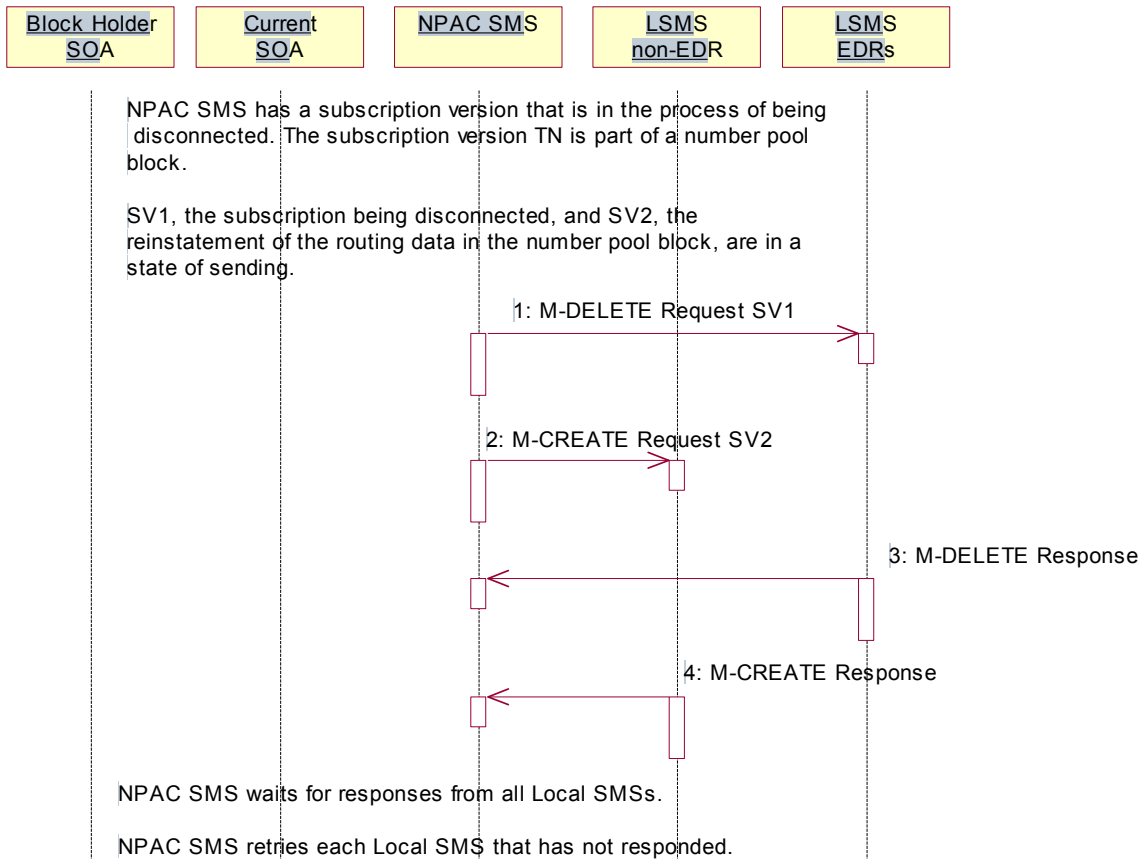 Block Holder
SOA
Current
SOA
NPAC SMS
LSMS
non-EDR
LSMS
EDRs
NPAC SMS has a subscription version that is in the process of being
disconnected. The subscription version TN is part of a number pool
block.
SV1, the subscription being disconnected, and SV2, the
reinstatement of the routing data in the number pool block, are in a
state of sending.
1: M-DELETE Request SV1
2: M-CREATE Request SV2
3: M-DELETE Response
4: M-CREATE Response
NPAC SMS waits for responses from all Local SMSs.
NPAC SMS retries each Local SMS that has not responded.